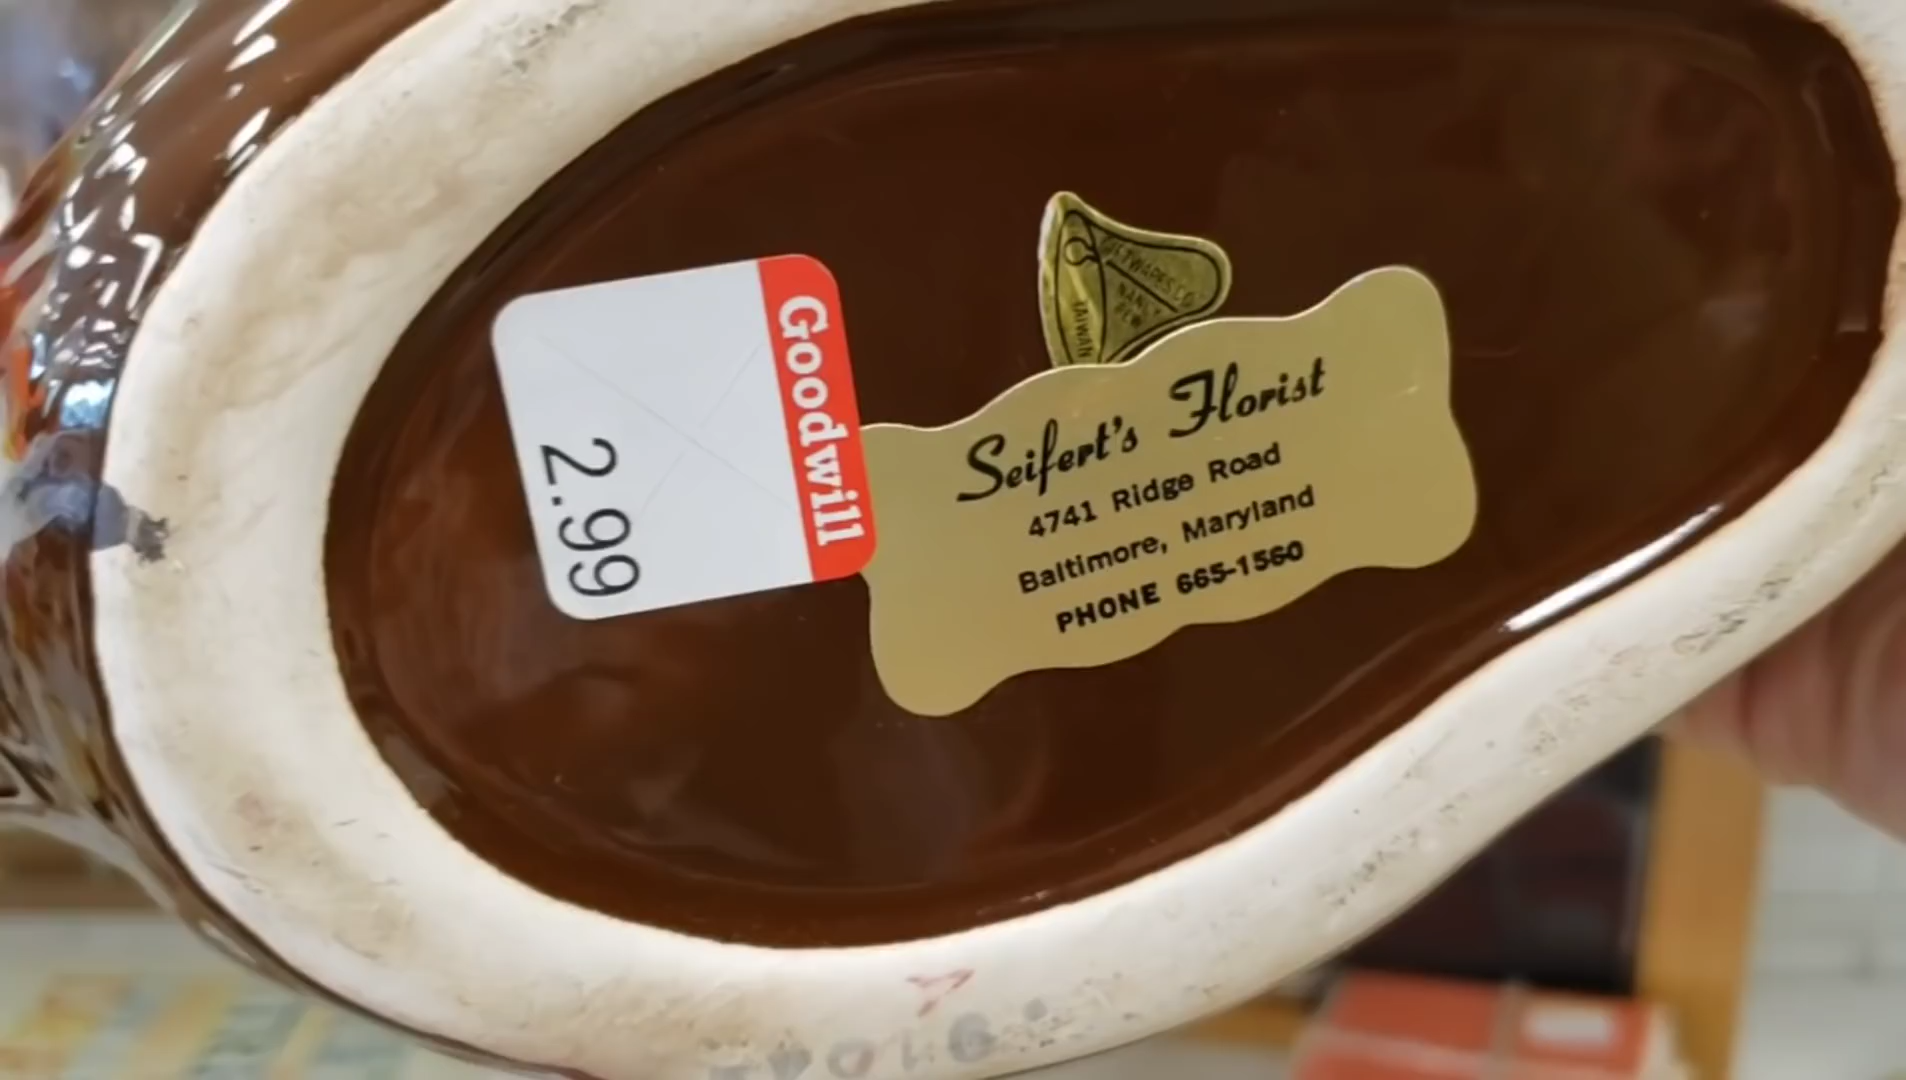 Goodwill
2.99
TAIWAN
Seifert's Florist
4741 Ridge Road
Baltimore, Maryland
PHONE 665-1560